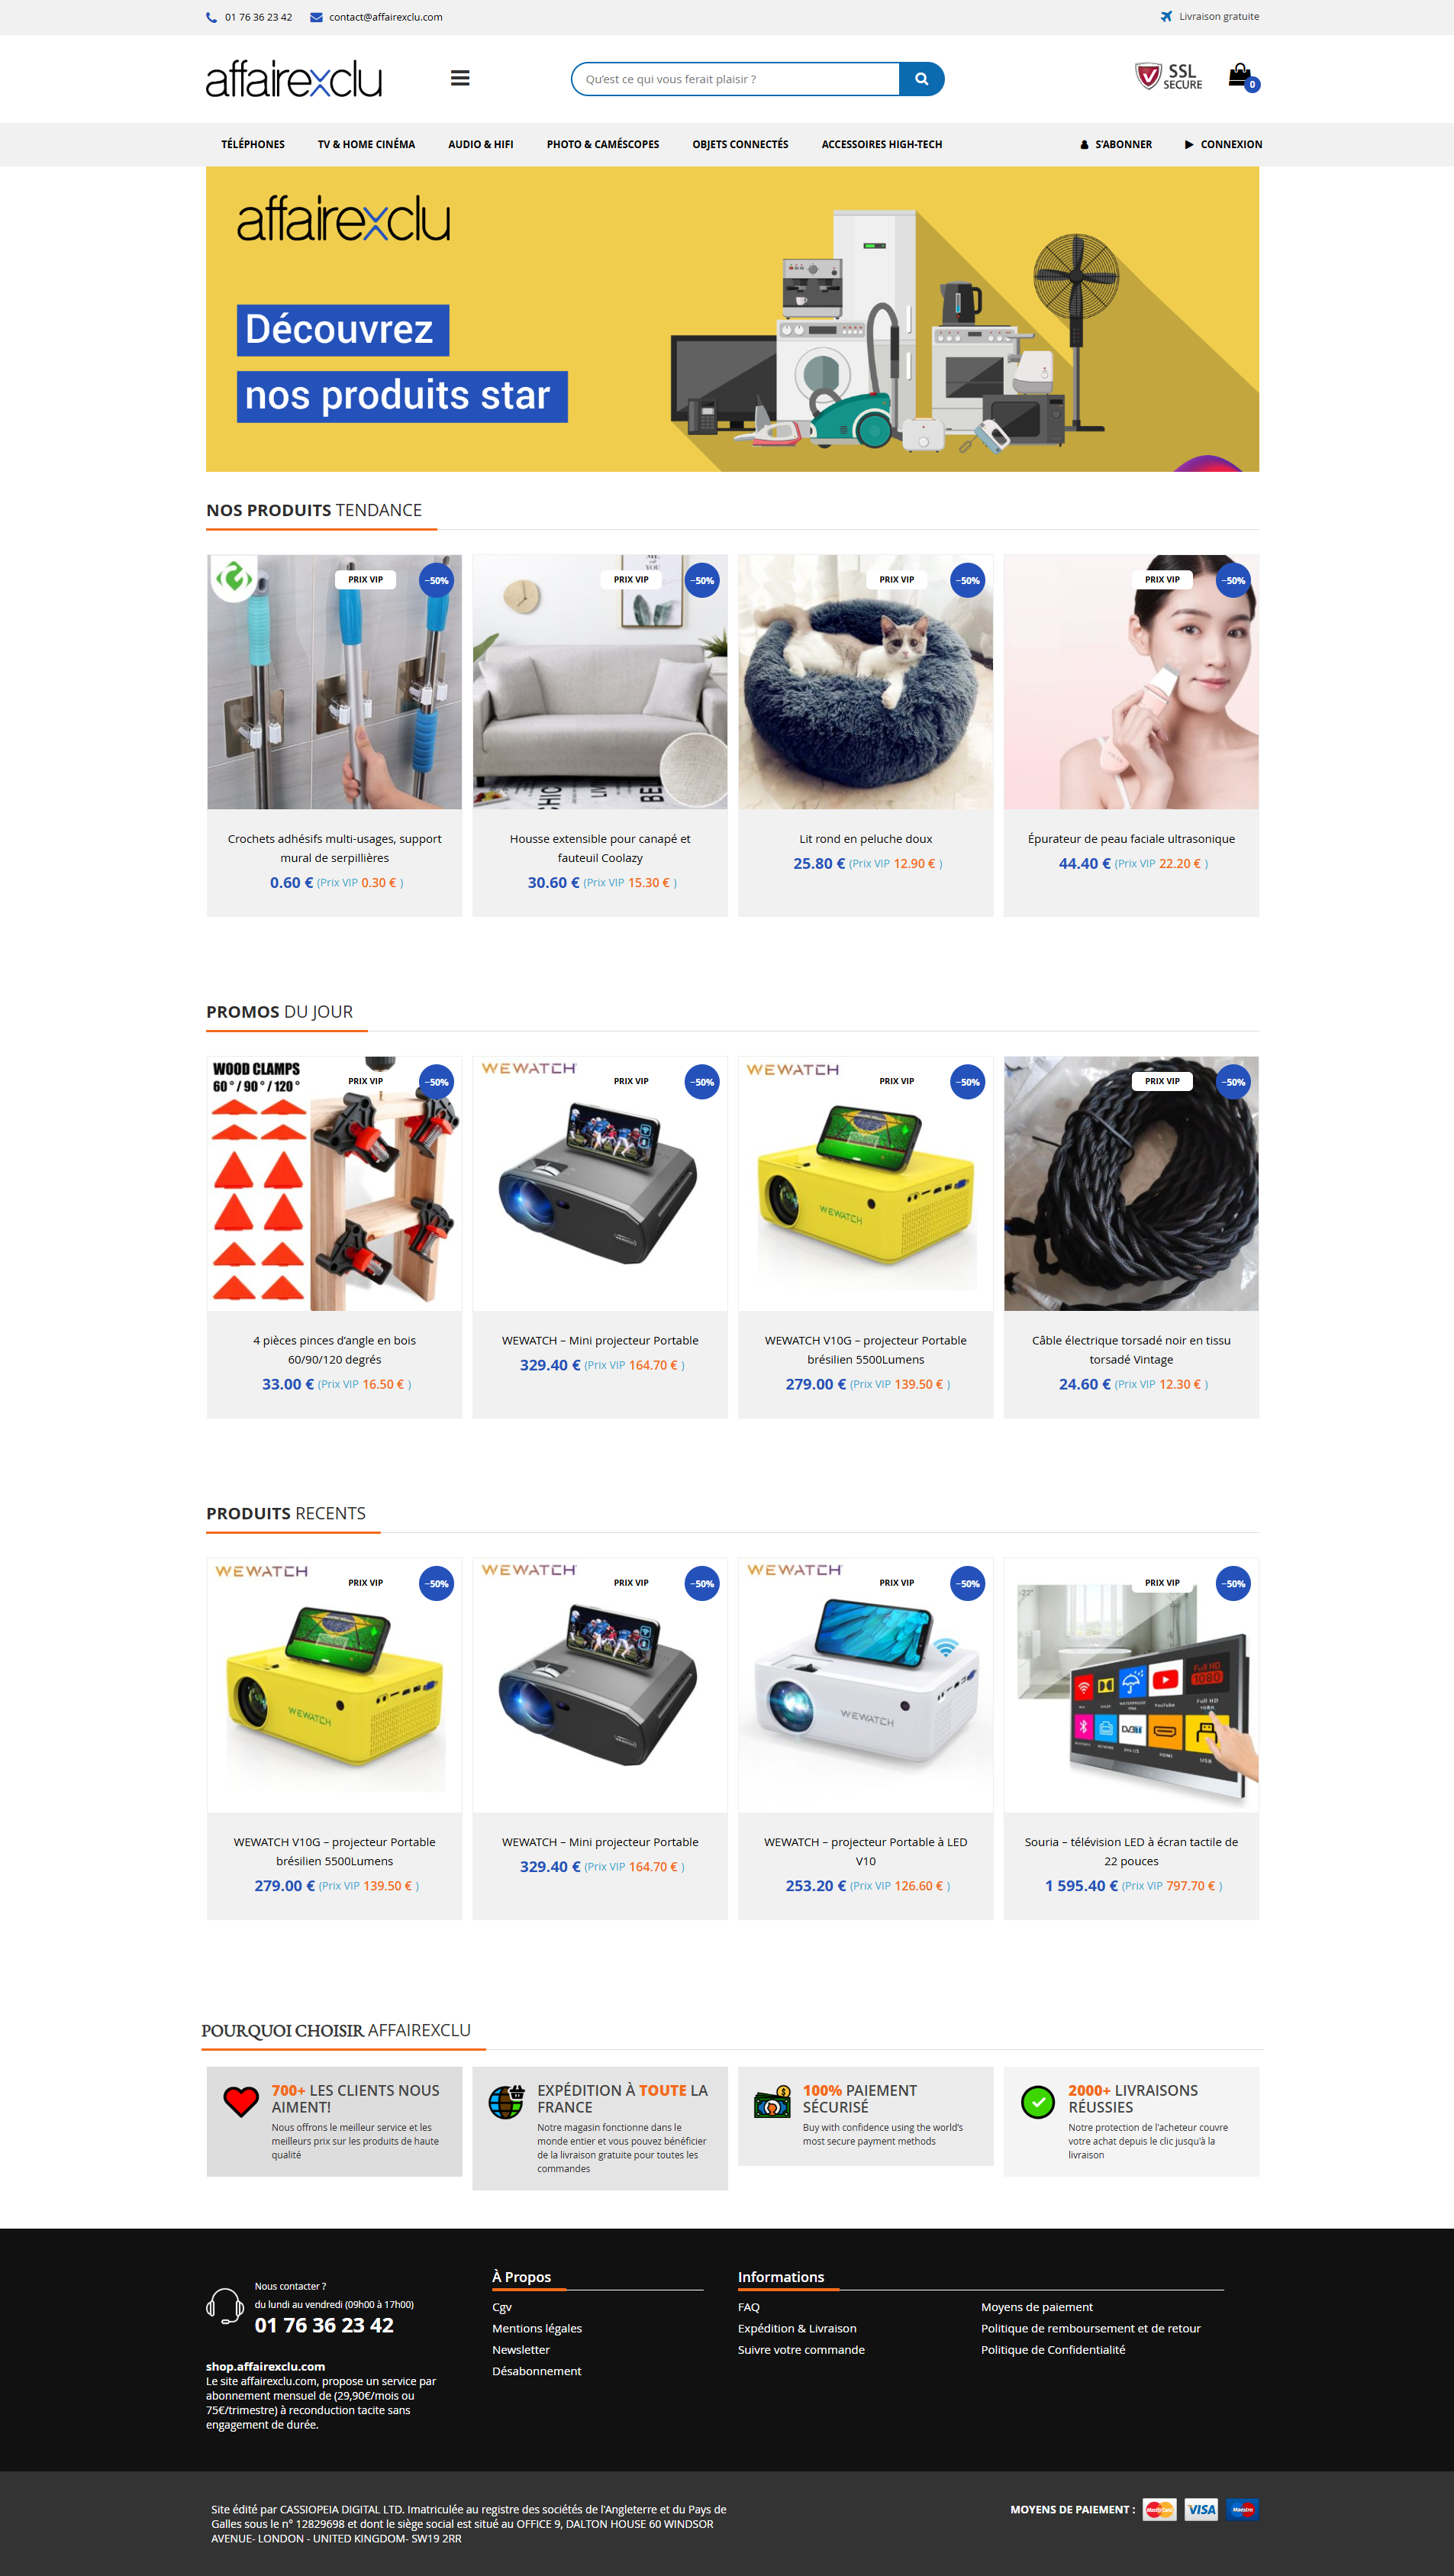 01 76 36 23 42
contact@affairexclu.com
Livraison gratuite
affairexclu
Qu'est ce qui vous ferait plaisir ?
SSL
SECURE
0
TÉLÉPHONES
TV & HOME CINÉMA
AUDIO & HIFI
PHOTO & CAMÉSCOPES
OBJETS CONNECTÉS
ACCESSOIRES HIGH-TECH
S'ABONNER
CONNEXION
affairexclu
Découvrez
nos produits star
NOS PRODUITS TENDANCE
PRIX VIP
-50%
PRIX VIP
-50%
PRIX VIP
-50%
PRIX VIP
-50%
Crochets adhésifs multi-usages, support
mural de serpillières
0.60 € (Prix VIP 0.30 € )
Housse extensible pour canapé et
fauteuil Coolazy
30.60 € (Prix VIP 15.30 € )
Lit rond en peluche doux
25.80 € (Prix VIP 12.90 € )
Épurateur de peau faciale ultrasonique
44.40 € (Prix VIP 22.20 € )
PROMOS DU JOUR
WOOD CLAMPS
60°/90°/120°
PRIX VIP
-50%
WEWATCH
PRIX VIP
-50%
WEWATCH
PRIX VIP
-50%
WEWATCH
PRIX VIP
-50%
4 pièces pinces d'angle en bois
60/90/120 degrés
33.00 € (Prix VIP 16.50 € )
WEWATCH – Mini projecteur Portable
329.40 € (Prix VIP 164.70 € )
WEWATCH V10G – projecteur Portable
brésilien 5500Lumens
279.00 € (Prix VIP 139.50 € )
Câble électrique torsadé noir en tissu
torsadé Vintage
24.60 € (Prix VIP 12.30 € )
PRODUITS RECENTS
WEWATCH
PRIX VIP
-50%
WEWATCH
WEWATCH
PRIX VIP
-50%
WEWATCH
PRIX VIP
-50%
WEWATCH
22"
PRIX VIP
-50%
Full HD
1080
YouTube
HDMI
USB
WEWATCH V10G – projecteur Portable
brésilien 5500Lumens
279.00 € (Prix VIP 139.50 € )
WEWATCH – Mini projecteur Portable
329.40 € (Prix VIP 164.70 € )
WEWATCH – projecteur Portable à LED
V10
253.20 € (Prix VIP 126.60 € )
Souria – télévision LED à écran tactile de
22 pouces
1 595.40 € (Prix VIP 797.70 € )
POURQUOI CHOISIR AFFAIREXCLU
700+ LES CLIENTS NOUS
AIMENT!
Nous offrons le meilleur service et les
meilleurs prix sur les produits de haute
qualité
EXPÉDITION À TOUTE LA
FRANCE
Notre magasin fonctionne dans le
monde entier et vous pouvez bénéficier
de la livraison gratuite pour toutes les
commandes
100% PAIEMENT
SÉCURISÉ
Buy with confidence using the world's
most secure payment methods
2000+ LIVRAISONS
RÉUSSIES
Notre protection de l'acheteur couvre
votre achat depuis le clic jusqu'à la
livraison
Nous contacter ?
du lundi au vendredi (09h00 à 17h00)
01 76 36 23 42
shop.affairexclu.com
Le site affairexclu.com, propose un service par
abonnement mensuel de (29,90€/mois ou
75€/trimestre) à reconduction tacite sans
engagement de durée.
À Propos
Cgv
Mentions légales
Newsletter
Désabonnement
Informations
FAQ
Expédition & Livraison
Suivre votre commande
Moyens de paiement
Politique de remboursement et de retour
Politique de Confidentialité
Site édité par CASSIOPEIA DIGITAL LTD. Imatriculée au registre des sociétés de l'Angleterre et du Pays de
Galles sous le n° 12829698 et dont le siège social est situé au OFFICE 9, DALTON HOUSE 60 WINDSOR
AVENUE- LONDON - UNITED KINGDOM- SW19 2RR
MOYENS DE PAIEMENT :
MasterCard
VISA
Maestro